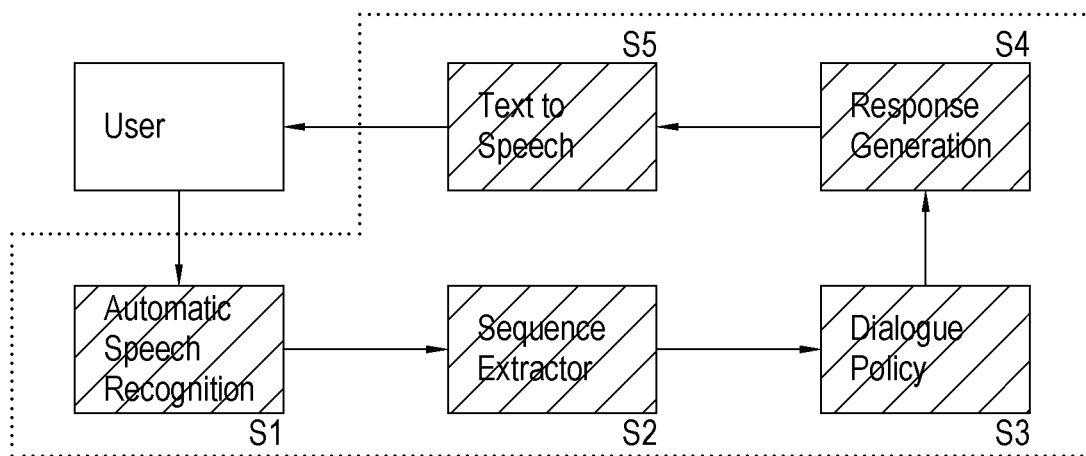 S5
S4
User
Text to
Speech
Response
Generation
Automatic
Speech
Recognition
S1
Sequence
Extractor
S2
Dialogue
Policy
S3